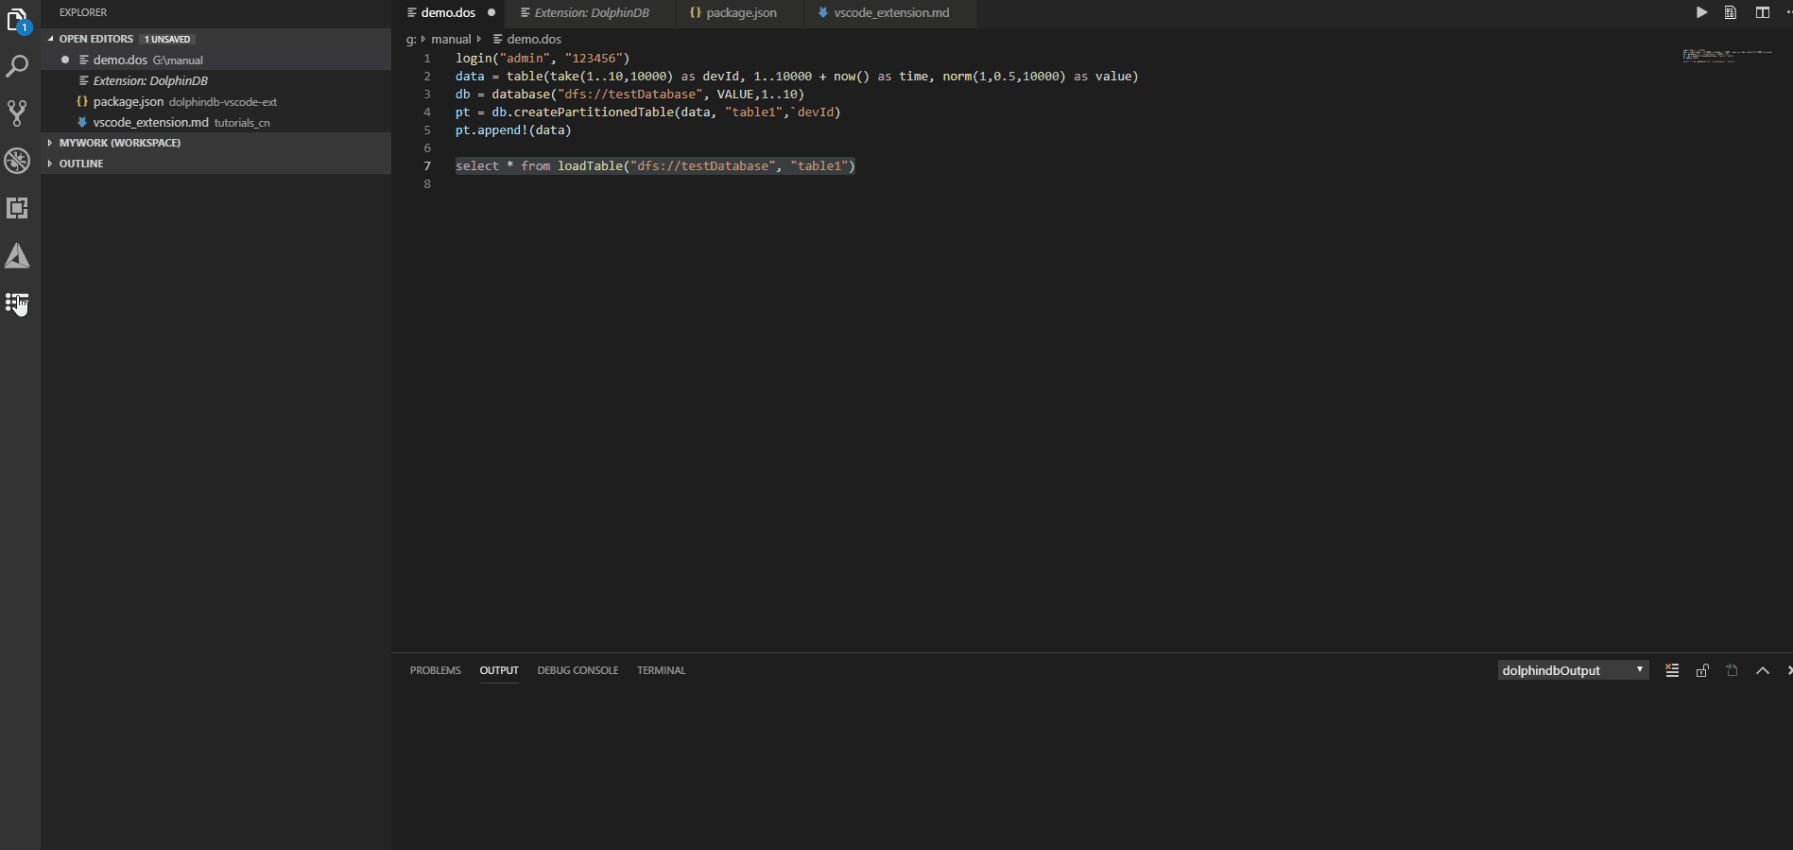 EXPLORER
OPEN EDITORS 1 UNSAVED
demo.dos G:\manual
Extension: DolphinDB
package.json dolphindb-vscode-ext
vscode_extension.md tutorials_cn
MYWORK (WORKSPACE)
OUTLINE
1
demo.dos Extension: DolphinDB package.json vscode_extension.md
g: manual demo.dos
1 login("admin", "123456")
2 data = table(take(1..10,10000) as devId, 1..10000 + now() as time, norm(1,0.5,10000) as value)
3 db = database("dfs://testDatabase", VALUE,1..10)
4 pt = db.createPartitionedTable(data, "table1",`devId)
5 pt.append!(data)
6
7 select * from loadTable("dfs://testDatabase", "table1")
8
PROBLEMS OUTPUT DEBUG CONSOLE TERMINAL dolphindbOutput